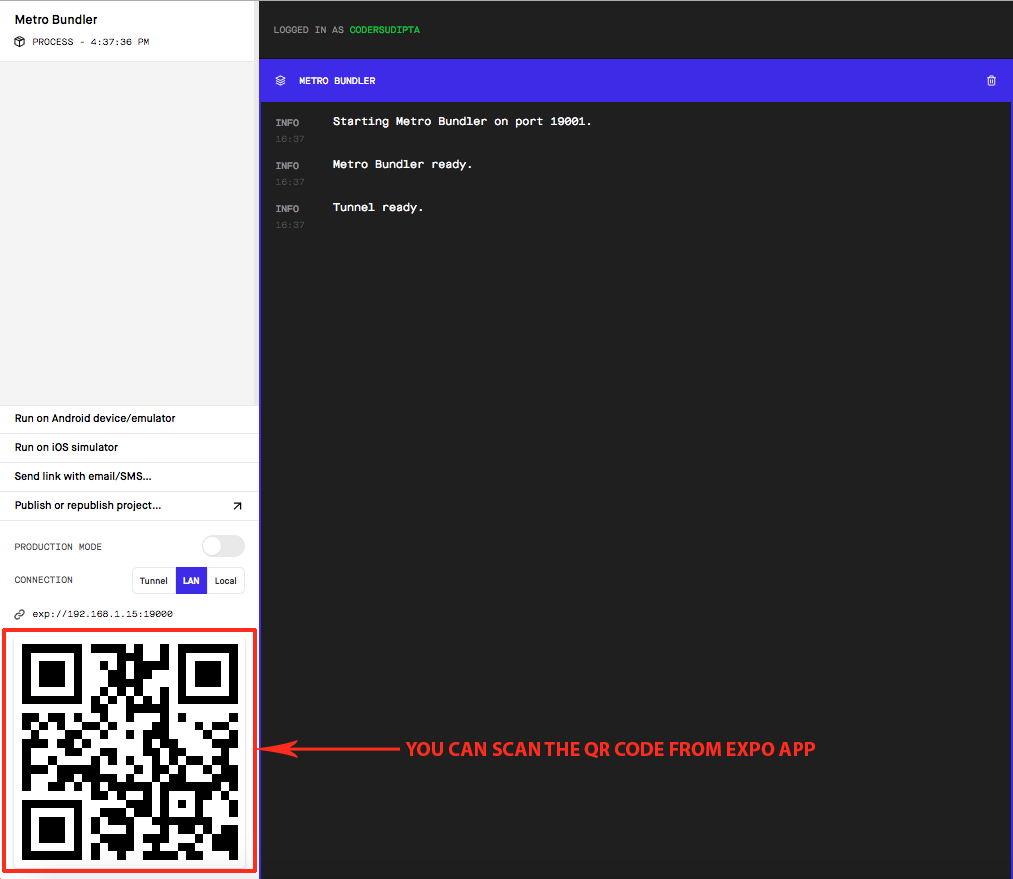 Metro Bundler
PROCESS - 4:37:36 PM
LOGGED IN AS CODERSUDIPTA
METRO BUNDLER
INFO Starting Metro Bundler on port 19001.
16:37
INFO Metro Bundler ready.
16:37
INFO Tunnel ready.
16:37
Run on Android device/emulator
Run on iOS simulator
Send link with email/SMS...
Publish or republish project...
PRODUCTION MODE
CONNECTION Tunnel LAN Local
exp://192.168.1.15:19000
YOU CAN SCAN THE QR CODE FROM EXPO APP